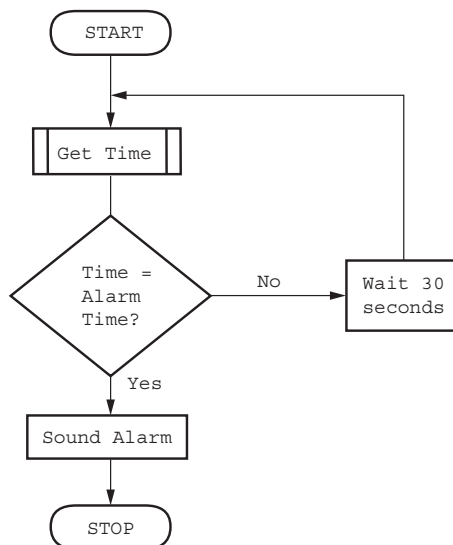 START
Get Time
Time =
Alarm
Time?
No
Wait 30
seconds
Yes
Sound Alarm
STOP